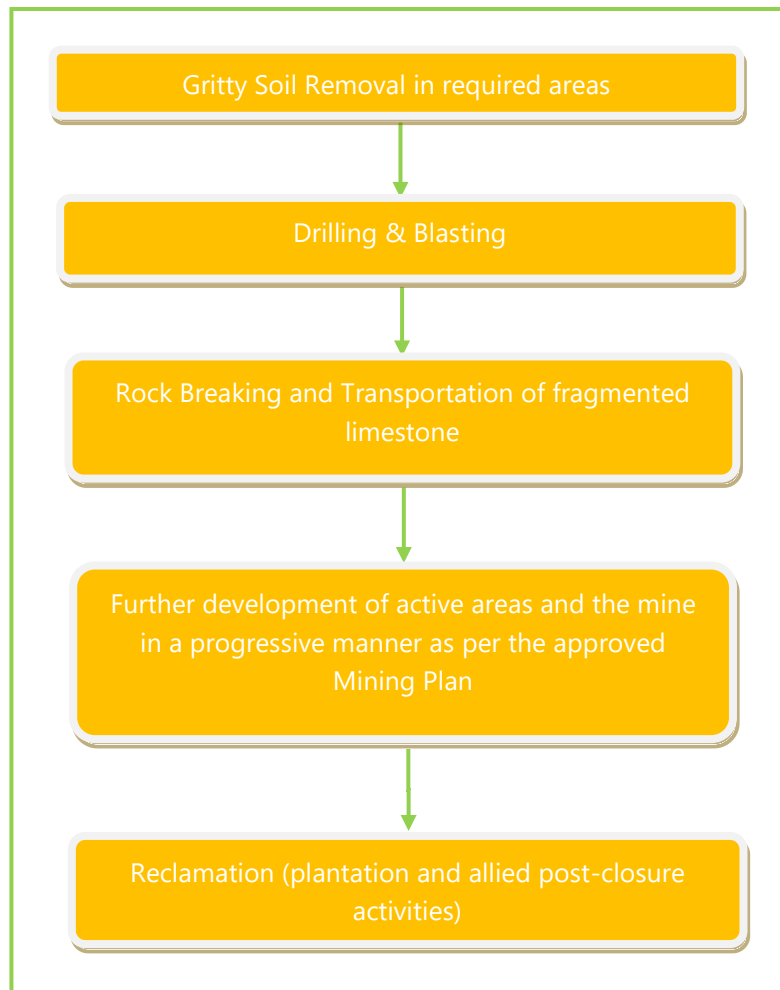 Gritty Soil Removal in required areas
Drilling & Blasting
Rock Breaking and Transportation of fragmented
limestone
Further development of active areas and the mine
in a progressive manner as per the approved
Mining Plan
Reclamation (plantation and allied post-closure
activities)